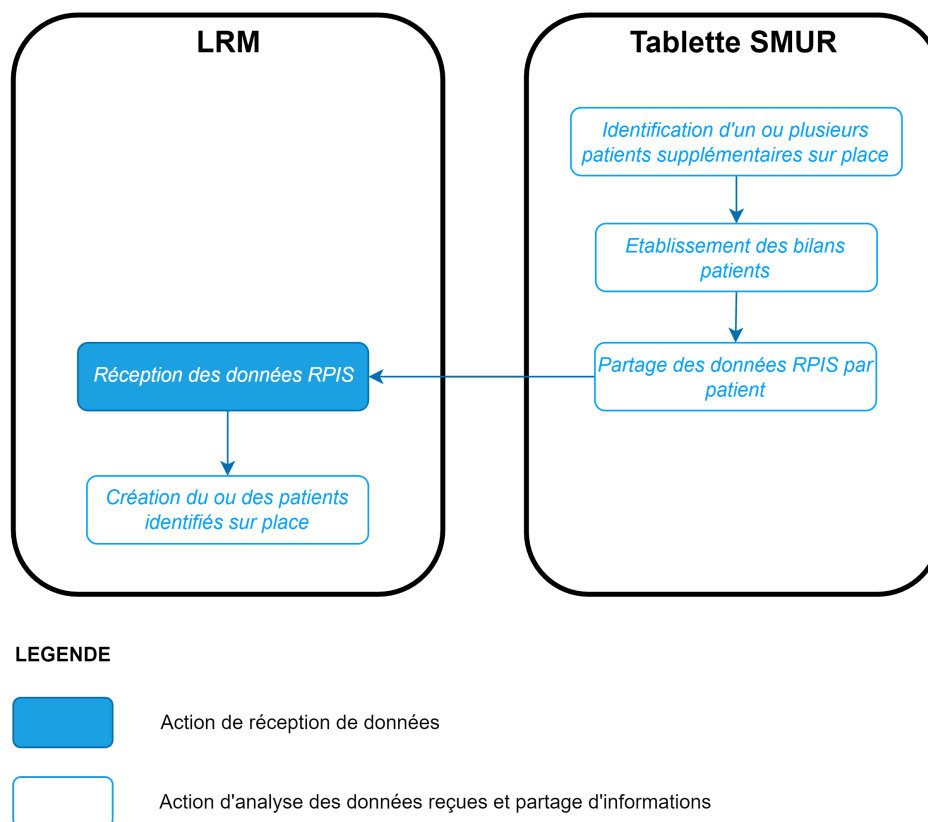 LRM
Tablette SMUR
Identification d'un ou plusieurs
patients supplémentaires sur place
Etablissement des bilans
patients
Partage des données RPIS par
patient
Réception des données RPIS
Création du ou des patients
identifiés sur place
LEGENDE
Action de réception de données
Action d'analyse des données reçues et partage d'informations